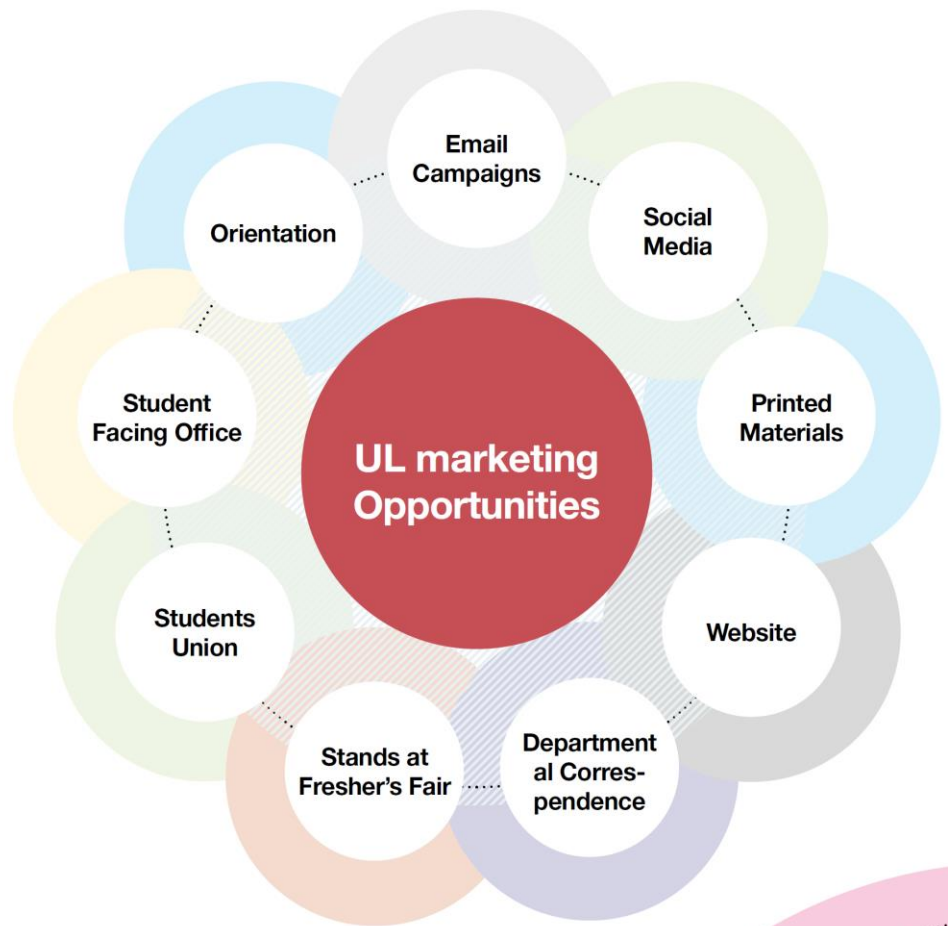 Email
Campaigns
Social
Media
Orientation
Printed
Materials
Student
Facing Office
UL marketing
Opportunities
Website
Students
Union
Department
al Corres-
pendence
Stands at
Fresher's Fair